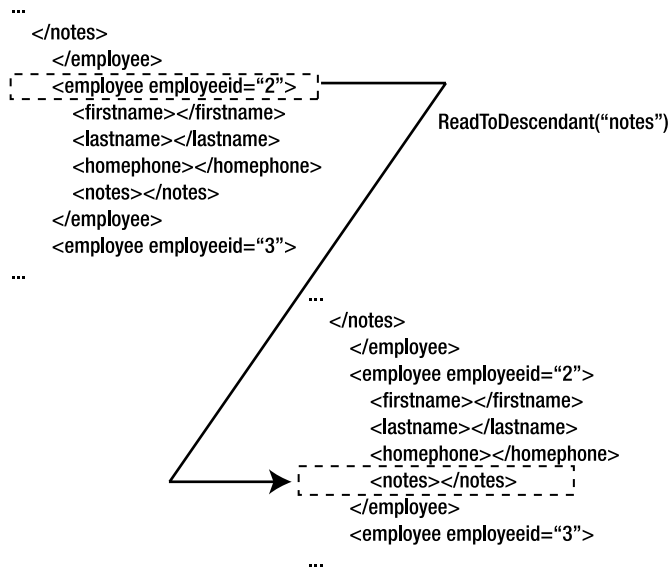 ...
</notes>
</employee>
<employee employeeid=“2”>
<firstname></firstname>
<lastname></lastname>
<homephone></homephone>
<notes></notes>
</employee>
<employee employeeid=“3”>
...
ReadToDescendant(“notes”)
...
</notes>
</employee>
<employee employeeid=“2”>
<firstname></firstname>
<lastname></lastname>
<homephone></homephone>
<notes></notes>
</employee>
<employee employeeid=“3”>
...